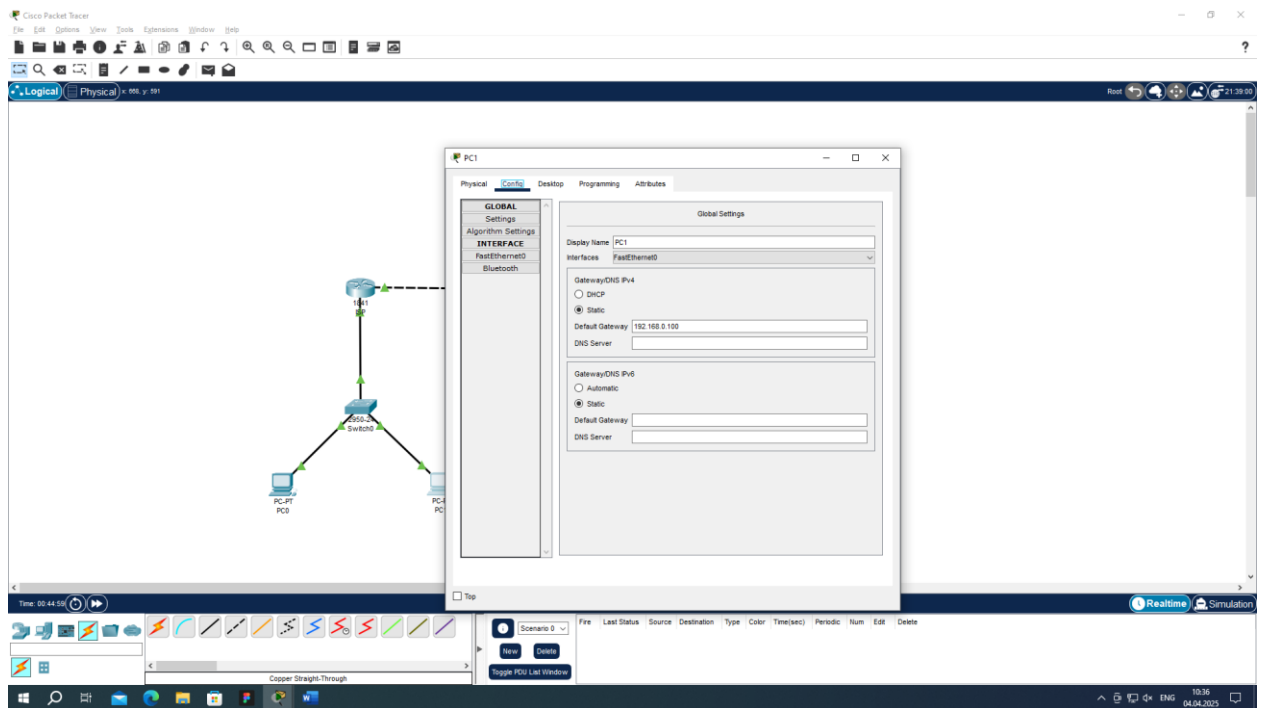 Cisco Packet Tracer
File Edit Options View Tools Extensions Window Help
?
Logical Physical x: 668, y: 591 Root 21:39:00
PC1
Physical Config Desktop Programming Attributes
GLOBAL
Settings
Algorithm Settings
INTERFACE
FastEthernet0
Bluetooth
Global Settings
Display Name PC1
Interfaces FastEthernet0
Gateway/DNS IPv4
DHCP
Static
Default Gateway 192.168.0.100
DNS Server
Gateway/DNS IPv6
Automatic
Static
Default Gateway
DNS Server
Top
1841
2950-24
Switch0
PC-PT
PC0
PC
Time: 00:44:59 Realtime Simulation
Scenario 0
New Delete
Toggle PDU List Window
Fire Last Status Source Destination Type Color Time(sec) Periodic Num Edit Delete
Copper Straight-Through
ENG 10:36
04.04.2025